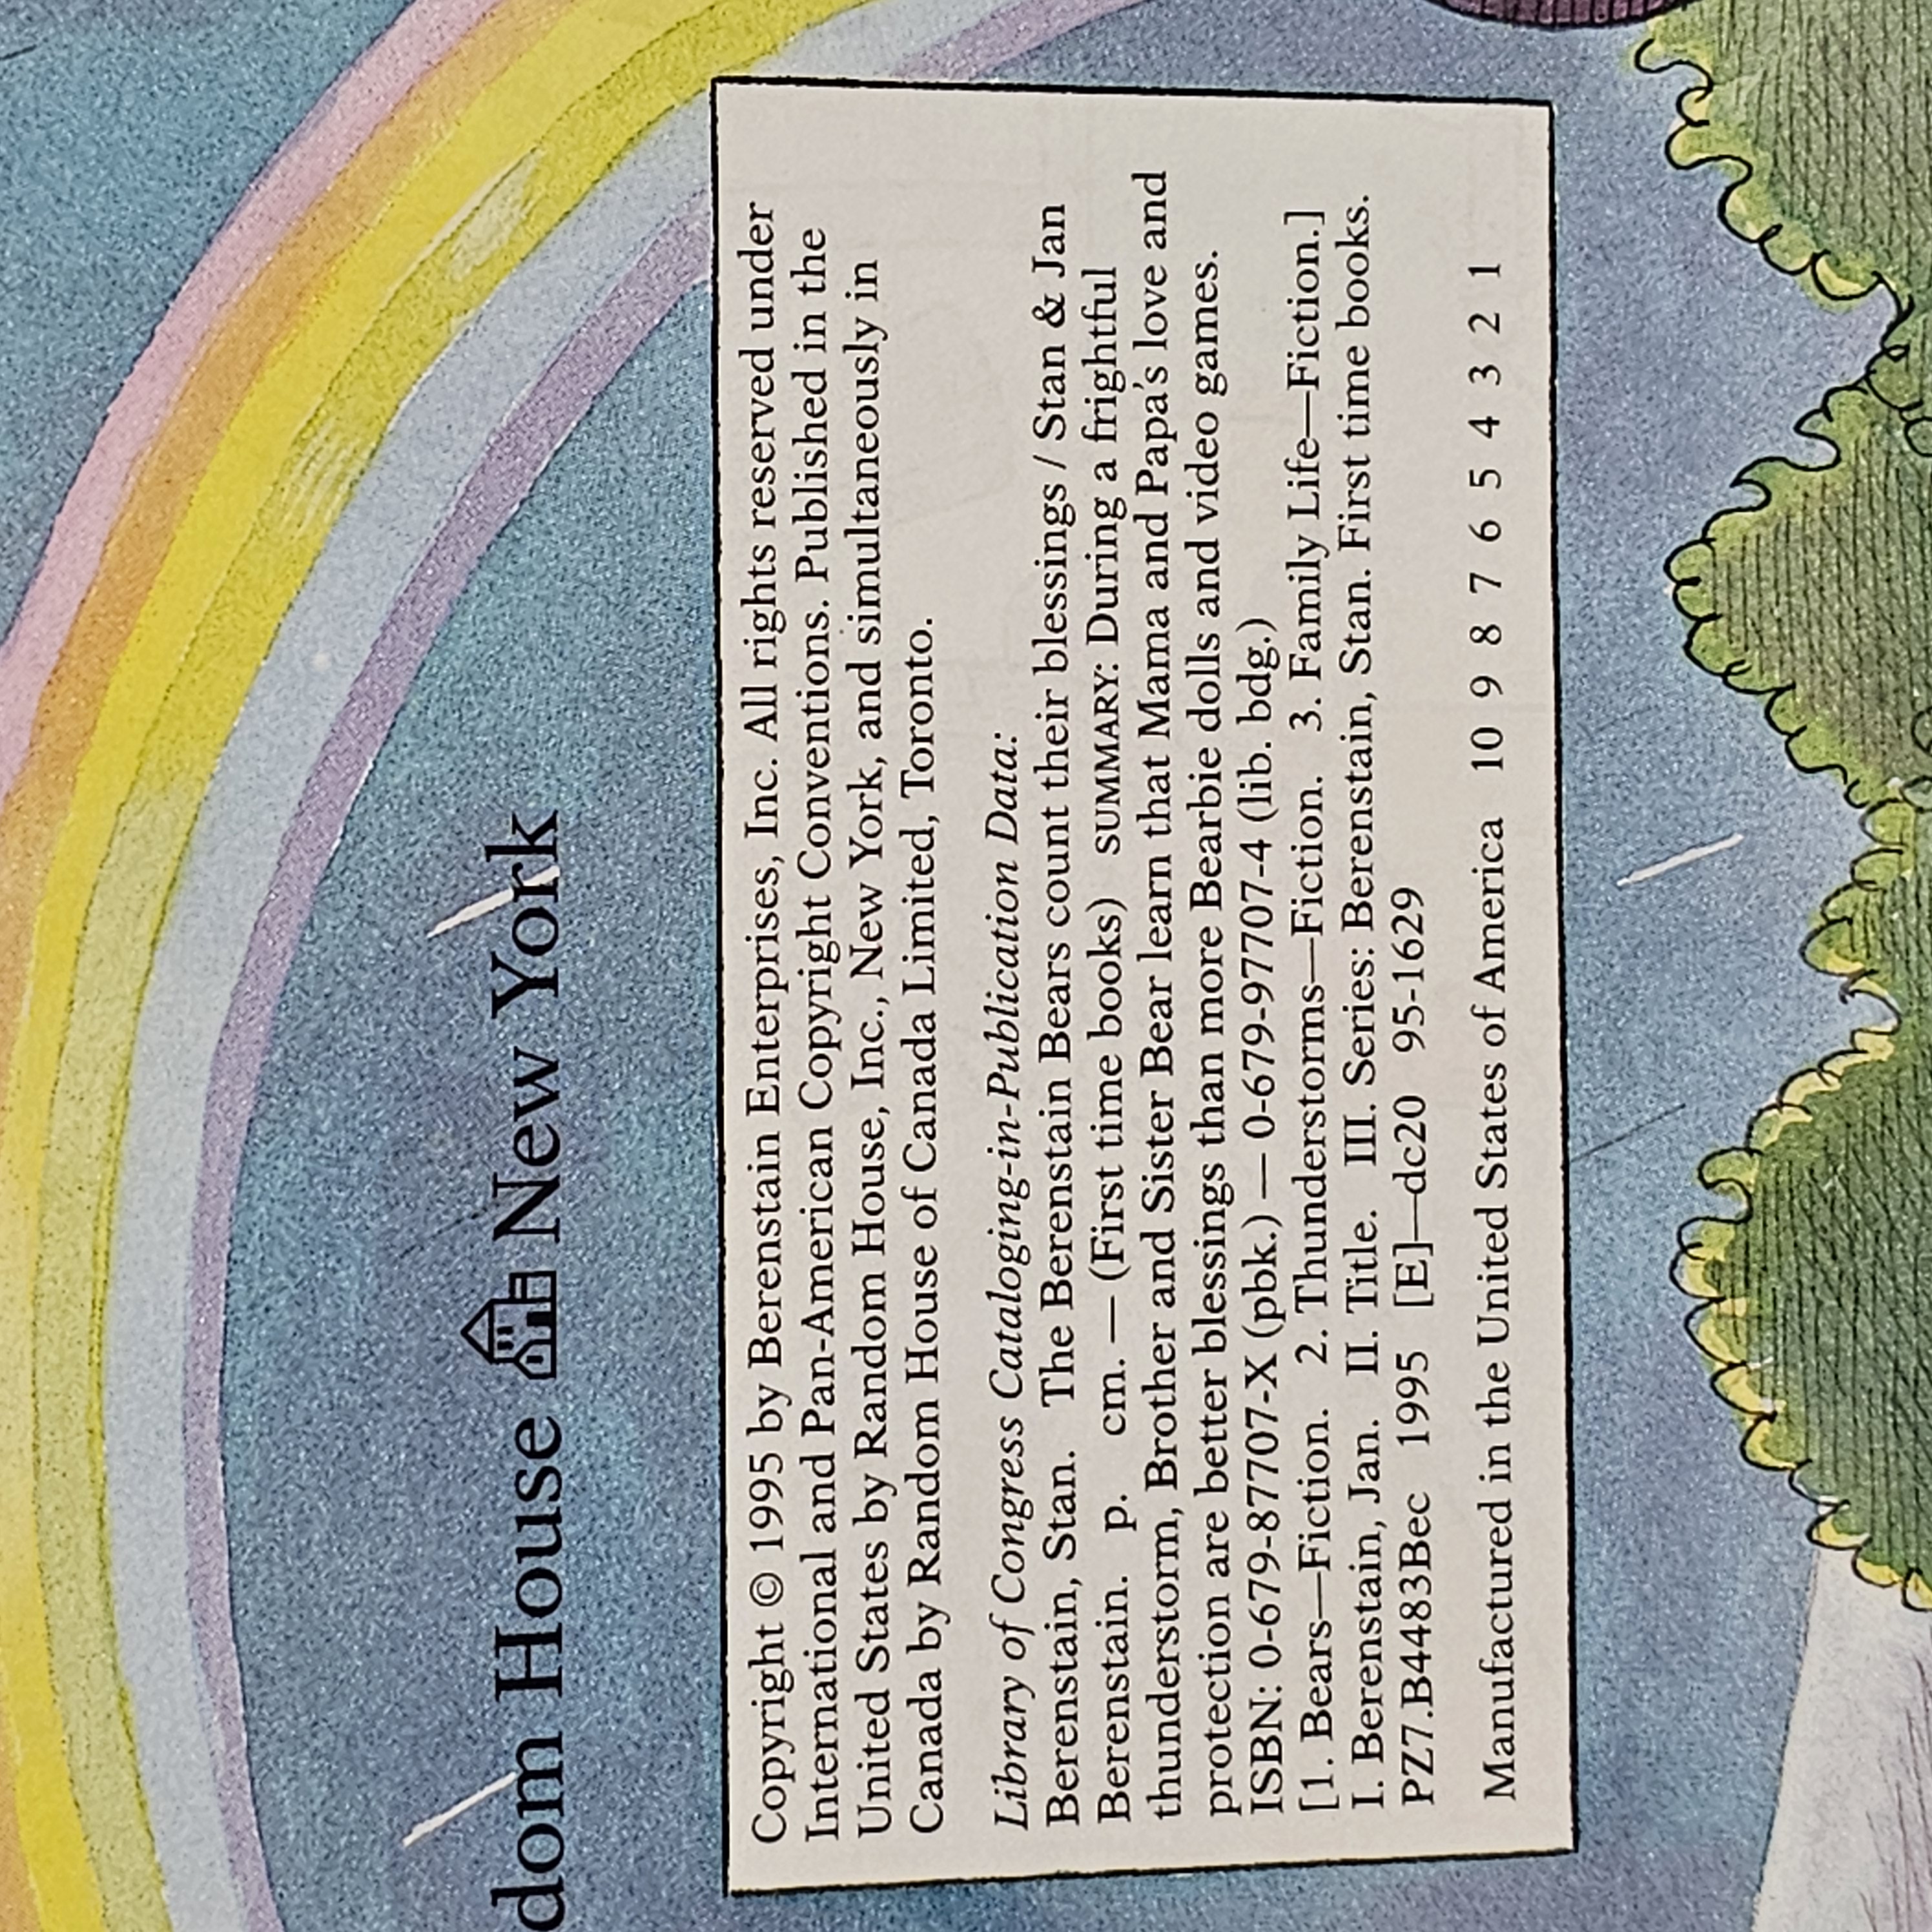 dom House New York
Copyright © 1995 by Berenstain Enterprises, Inc. All rights reserved under
International and Pan-American Copyright Conventions. Published in the
United States by Random House, Inc., New York, and simultaneously in
Canada by Random House of Canada Limited, Toronto.
Library of Congress Cataloging-in-Publication Data:
Berenstain, Stan. The Berenstain Bears count their blessings / Stan & Jan
Berenstain. p. cm. — (First time books) SUMMARY: During a frightful
thunderstorm, Brother and Sister Bear learn that Mama and Papa's love and
protection are better blessings than more Bearbie dolls and video games.
ISBN: 0-679-87707-X (pbk.) — 0-679-97707-4 (lib. bdg.)
[1. Bears—Fiction. 2. Thunderstorms—Fiction. 3. Family Life—Fiction.]
I. Berenstain, Jan. II. Title. III. Series: Berenstain, Stan. First time books.
PZ7.B4483Bec 1995 [E]—dc20 95-1629
Manufactured in the United States of America 10 9 8 7 6 5 4 3 2 1